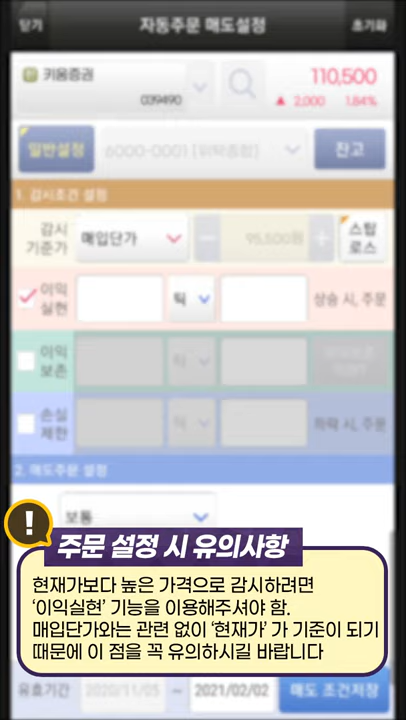 닫기 자동주문 매도설정 초기화
키움증권 110,500
039490 ▲ 2,000 1.84%
일반설정 6000-0001 [위탁종합] 잔고
1. 감시조건 설정
감시 기준가 매입단가 − 95,500원 + 스탑 로스
이익 실현 틱 상승 시, 주문
이익 보존 틱
손실 제한 틱 하락 시, 주문
2. 매도주문 설정
보통
!
주문 설정 시 유의사항
현재가보다 높은 가격으로 감시하려면
‘이익실현’ 기능을 이용해주셔야 함.
매입단가와는 관련 없이 ‘현재가’ 가 기준이 되기
때문에 이 점을 꼭 유의하시길 바랍니다
유효기간 2020/11/05 ~ 2021/02/02 매도 조건저장